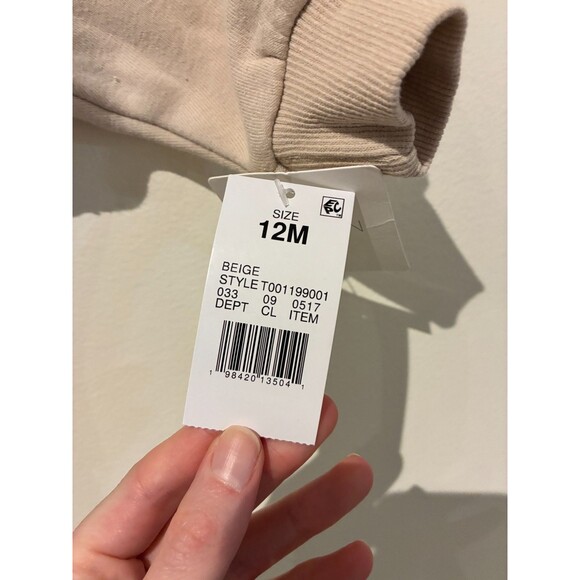 SIZE
12M
BEIGE
STYLE T001199001
033 09 0517
DEPT CL ITEM
1 98420 13504 1